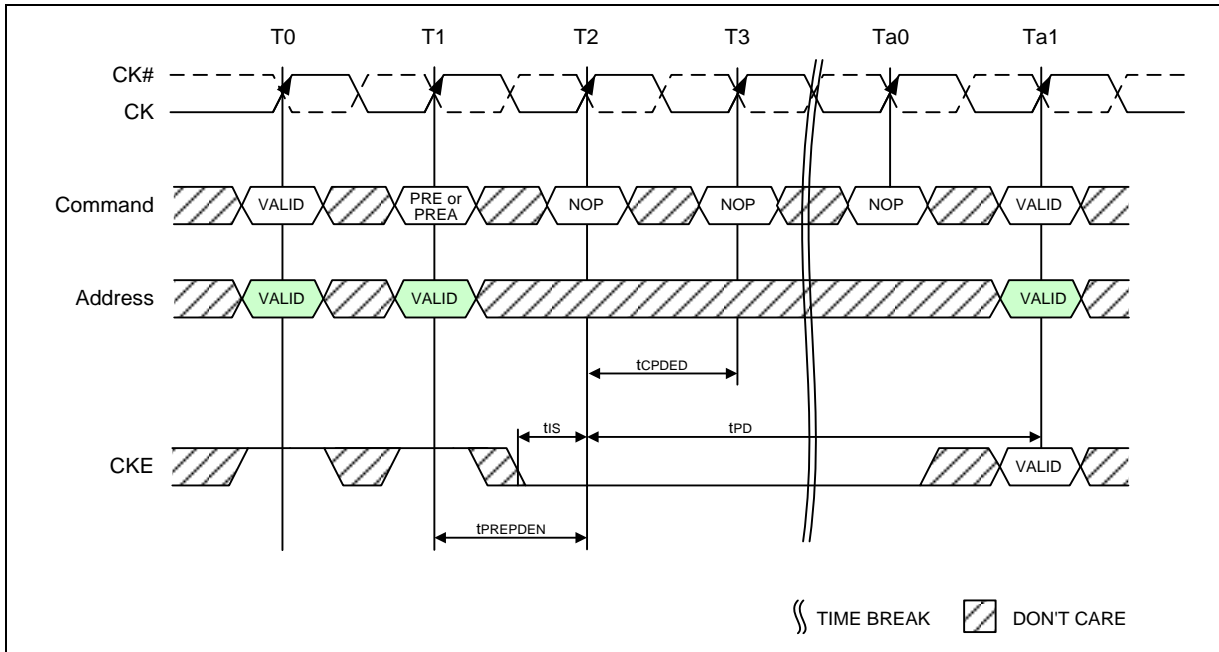 T0 T1 T2 T3 Ta0 Ta1
CK#
CK
Command VALID PRE or PREA NOP NOP NOP VALID
Address VALID VALID VALID
tCPDED
tIS tPD
CKE VALID
tPREPDEN
TIME BREAK DON'T CARE